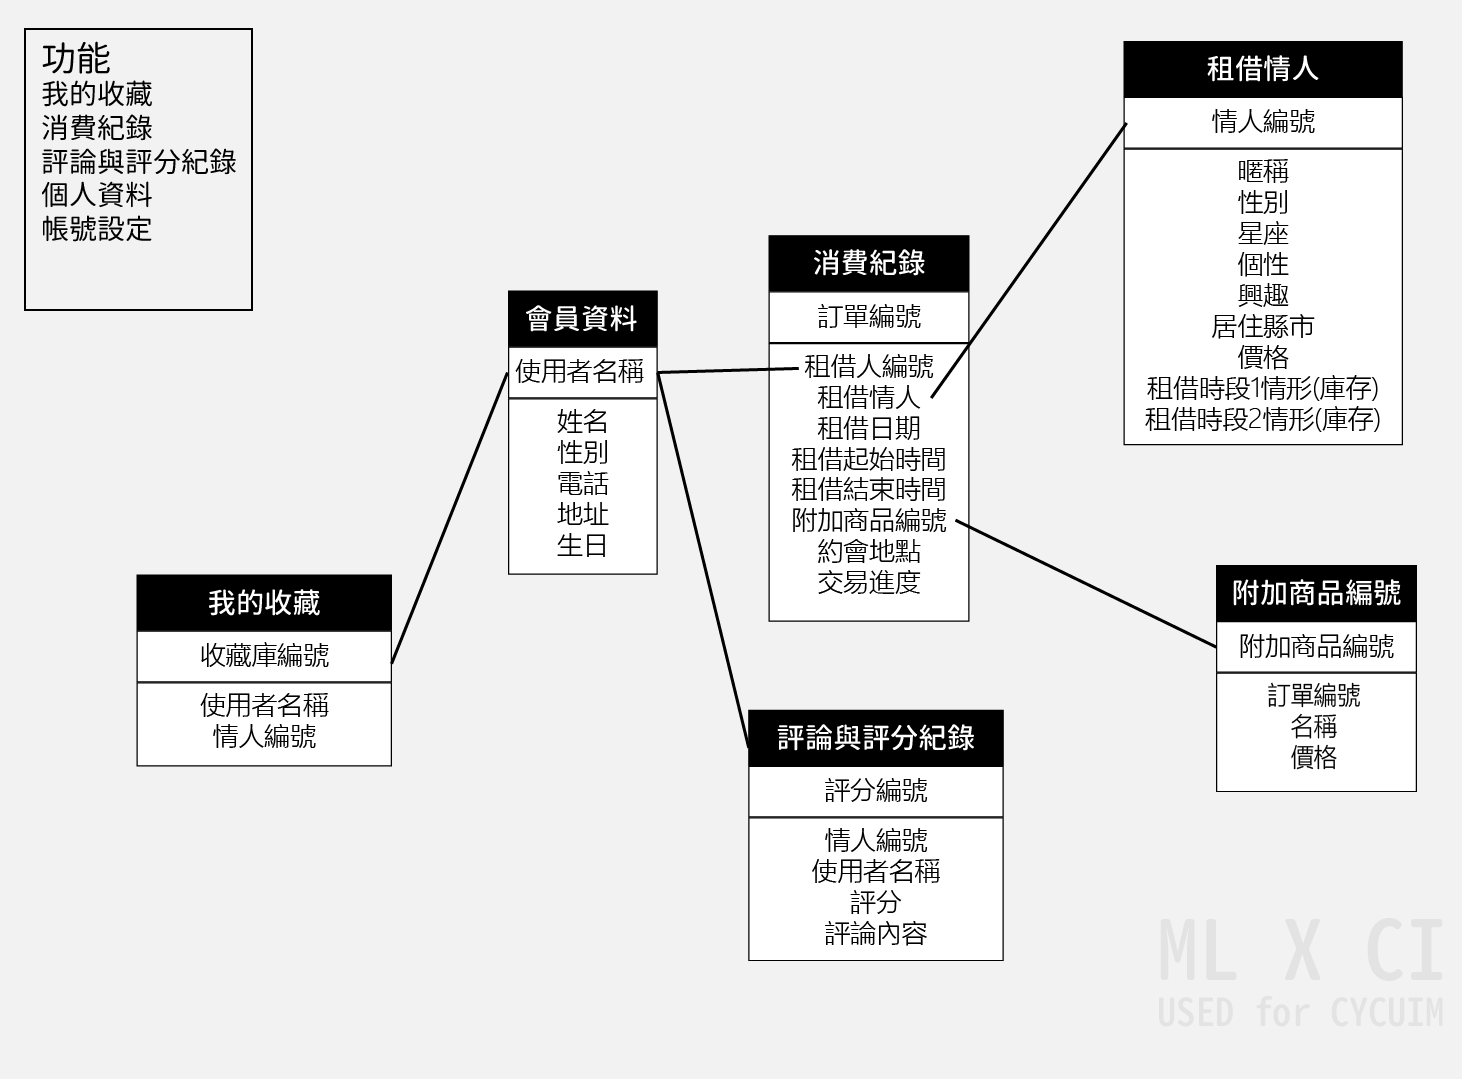 功能
我的收藏
消費紀錄
評論與評分紀錄
個人資料
帳號設定
租借情人
情人編號
暱稱
性別
星座
個性
興趣
居住縣市
價格
租借時段1情形(庫存)
租借時段2情形(庫存)
消費紀錄
訂單編號
租借人編號
租借情人
租借日期
租借起始時間
租借結束時間
附加商品編號
約會地點
交易進度
會員資料
使用者名稱
姓名
性別
電話
地址
生日
我的收藏
收藏庫編號
使用者名稱
情人編號
附加商品編號
附加商品編號
訂單編號
名稱
價格
評論與評分紀錄
評分編號
情人編號
使用者名稱
評分
評論內容
ML X CI
USED for CYCUIM